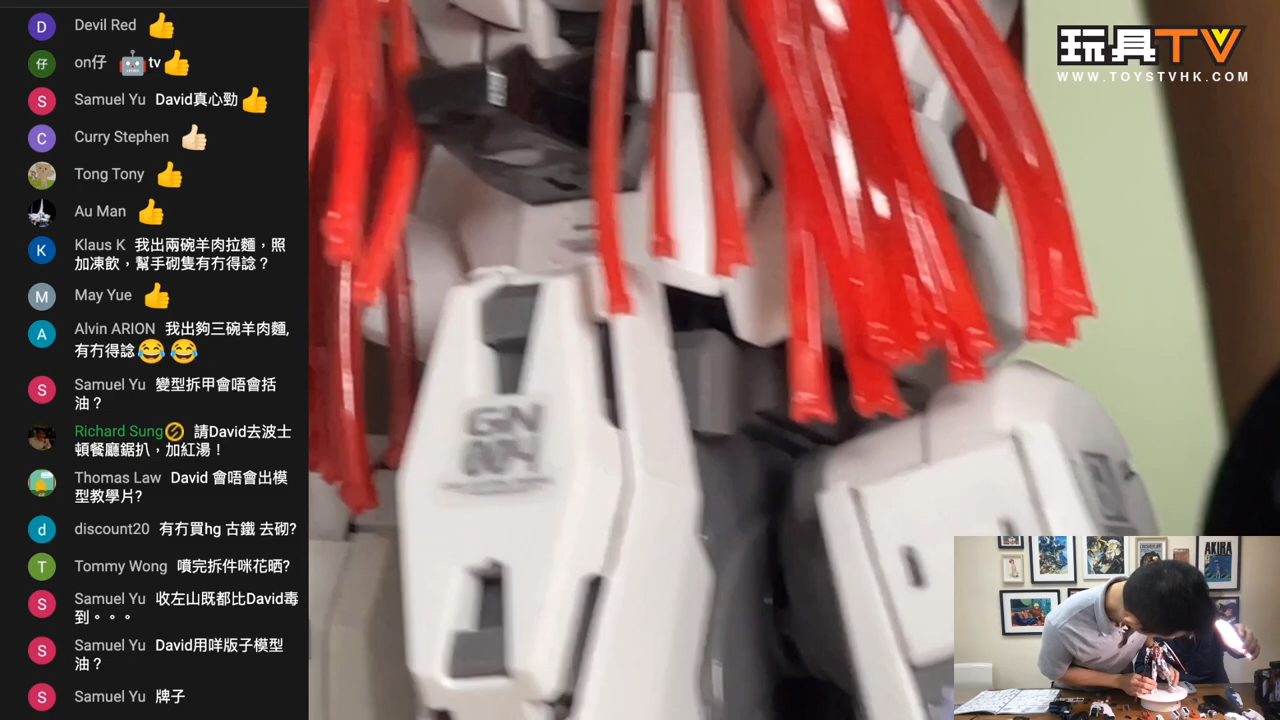 D Devil Red
仔 on仔 tv
S Samuel Yu David真心勁
C Curry Stephen
Tong Tony
Au Man
K Klaus K 我出兩碗羊肉拉麵，照
加凍飲，幫手砌隻有冇得諗？
M May Yue
A Alvin ARION 我出夠三碗羊肉麵,
有冇得諗
S Samuel Yu 變型拆甲會唔會括
油？
Richard Sung 請David去波士
頓餐廳鋸扒，加紅湯！
Thomas Law David 會唔會出模
型教學片?
d discount20 有冇買hg 古鐵 去砌?
T Tommy Wong 噴完拆件咪花晒?
S Samuel Yu 收左山既都比David毒
到。。。
S Samuel Yu David用咩版子模型
油？
S Samuel Yu 牌子
玩具TV
WWW.TOYSTVHK.COM
GN
004
AKIRA